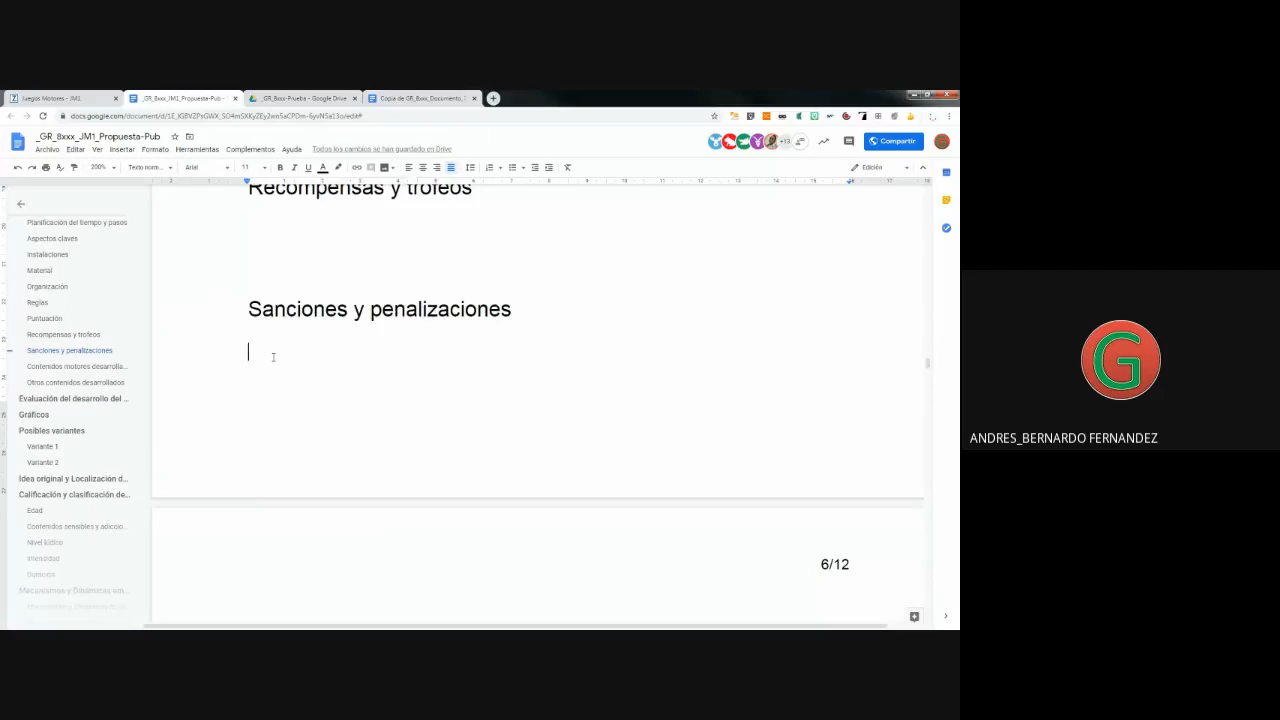 Juegos Motores - JM1
_GR_8xxx_JM1_Propuesta-Pub -
_GR_8xxx-Prueba - Google Drive
Copia de GR_8xxx_Documento_
_GR_8xxx_JM1_Propuesta-Pub
Archivo Editar Ver Insertar Formato Herramientas Complementos Ayuda Todos los cambios se han guardado en Drive
+13
Compartir
200% Texto norm... Arial 11 B I U A Edición
Recompensas y trofeos
Planificación del tiempo y pasos
Aspectos claves
Instalaciones
Material
Organización
Reglas
Puntuación
Recompensas y trofeos
Sanciones y penalizaciones
Contenidos motores desarrolla...
Otros contenidos desarrollados
Evaluación del desarrollo del ...
Gráficos
Posibles variantes
Variante 1
Variante 2
Idea original y Localización d...
Calificación y clasificación de...
Edad
Contenidos sensibles y adiccio...
Nivel lúdico
Intensidad
Duración
Mecanismos y Dinámicas em...
Sanciones y penalizaciones
6/12
G
ANDRES_BERNARDO FERNANDEZ